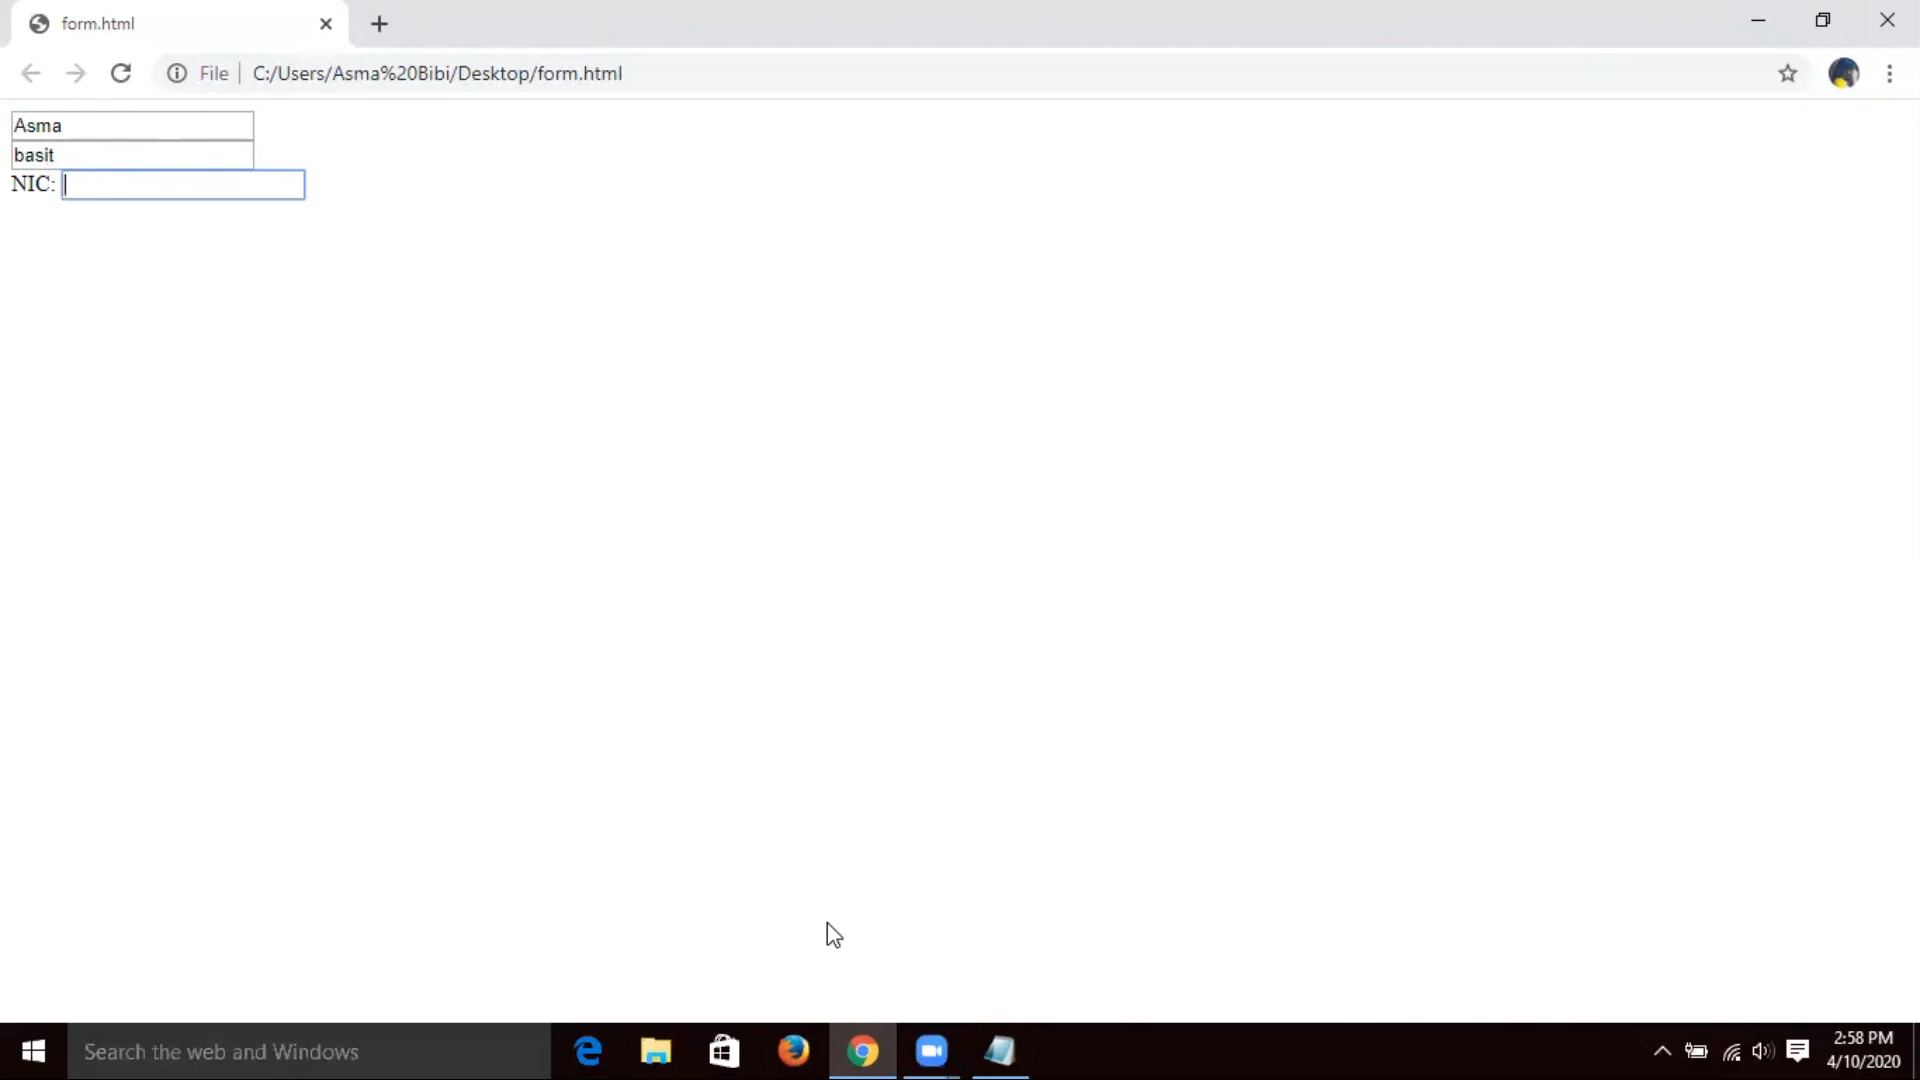 form.html
File C:/Users/Asma%20Bibi/Desktop/form.html
Asma
basit
NIC:
Search the web and Windows
2:58 PM
4/10/2020